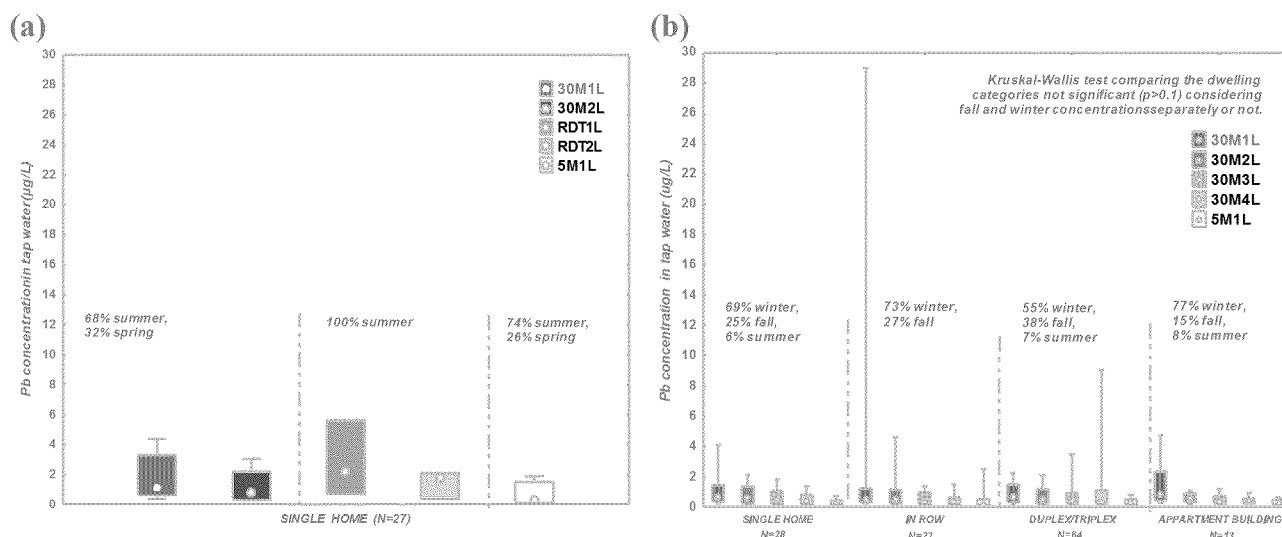 (a)
30
28
26
24
22
20
18
16
14
12
10
8
6
4
2
0
Pb concentrationin tap water(µg/L)
30M1L
30M2L
RDT1L
RDT2L
5M1L
68% summer,
32% spring
100% summer
74% summer,
26% spring
SINGLE HOME (N=27)
(b)
30
28
26
24
22
20
18
16
14
12
10
8
6
4
2
0
Pb concentration in tap water (ug/L)
Kruskal-Wallis test comparing the dwelling
categories not significant (p>0.1) considering
fall and winter concentrationsseparately or not.
30M1L
30M2L
30M3L
30M4L
5M1L
69% winter,
25% fall,
6% summer
73% winter,
27% fall
55% winter,
38% fall,
7% summer
77% winter,
15% fall,
8% summer
SINGLE HOME
N=28
IN ROW
DUPLEX/TRIPLEX
N=64
APPARTMENT BUILDING
N=13